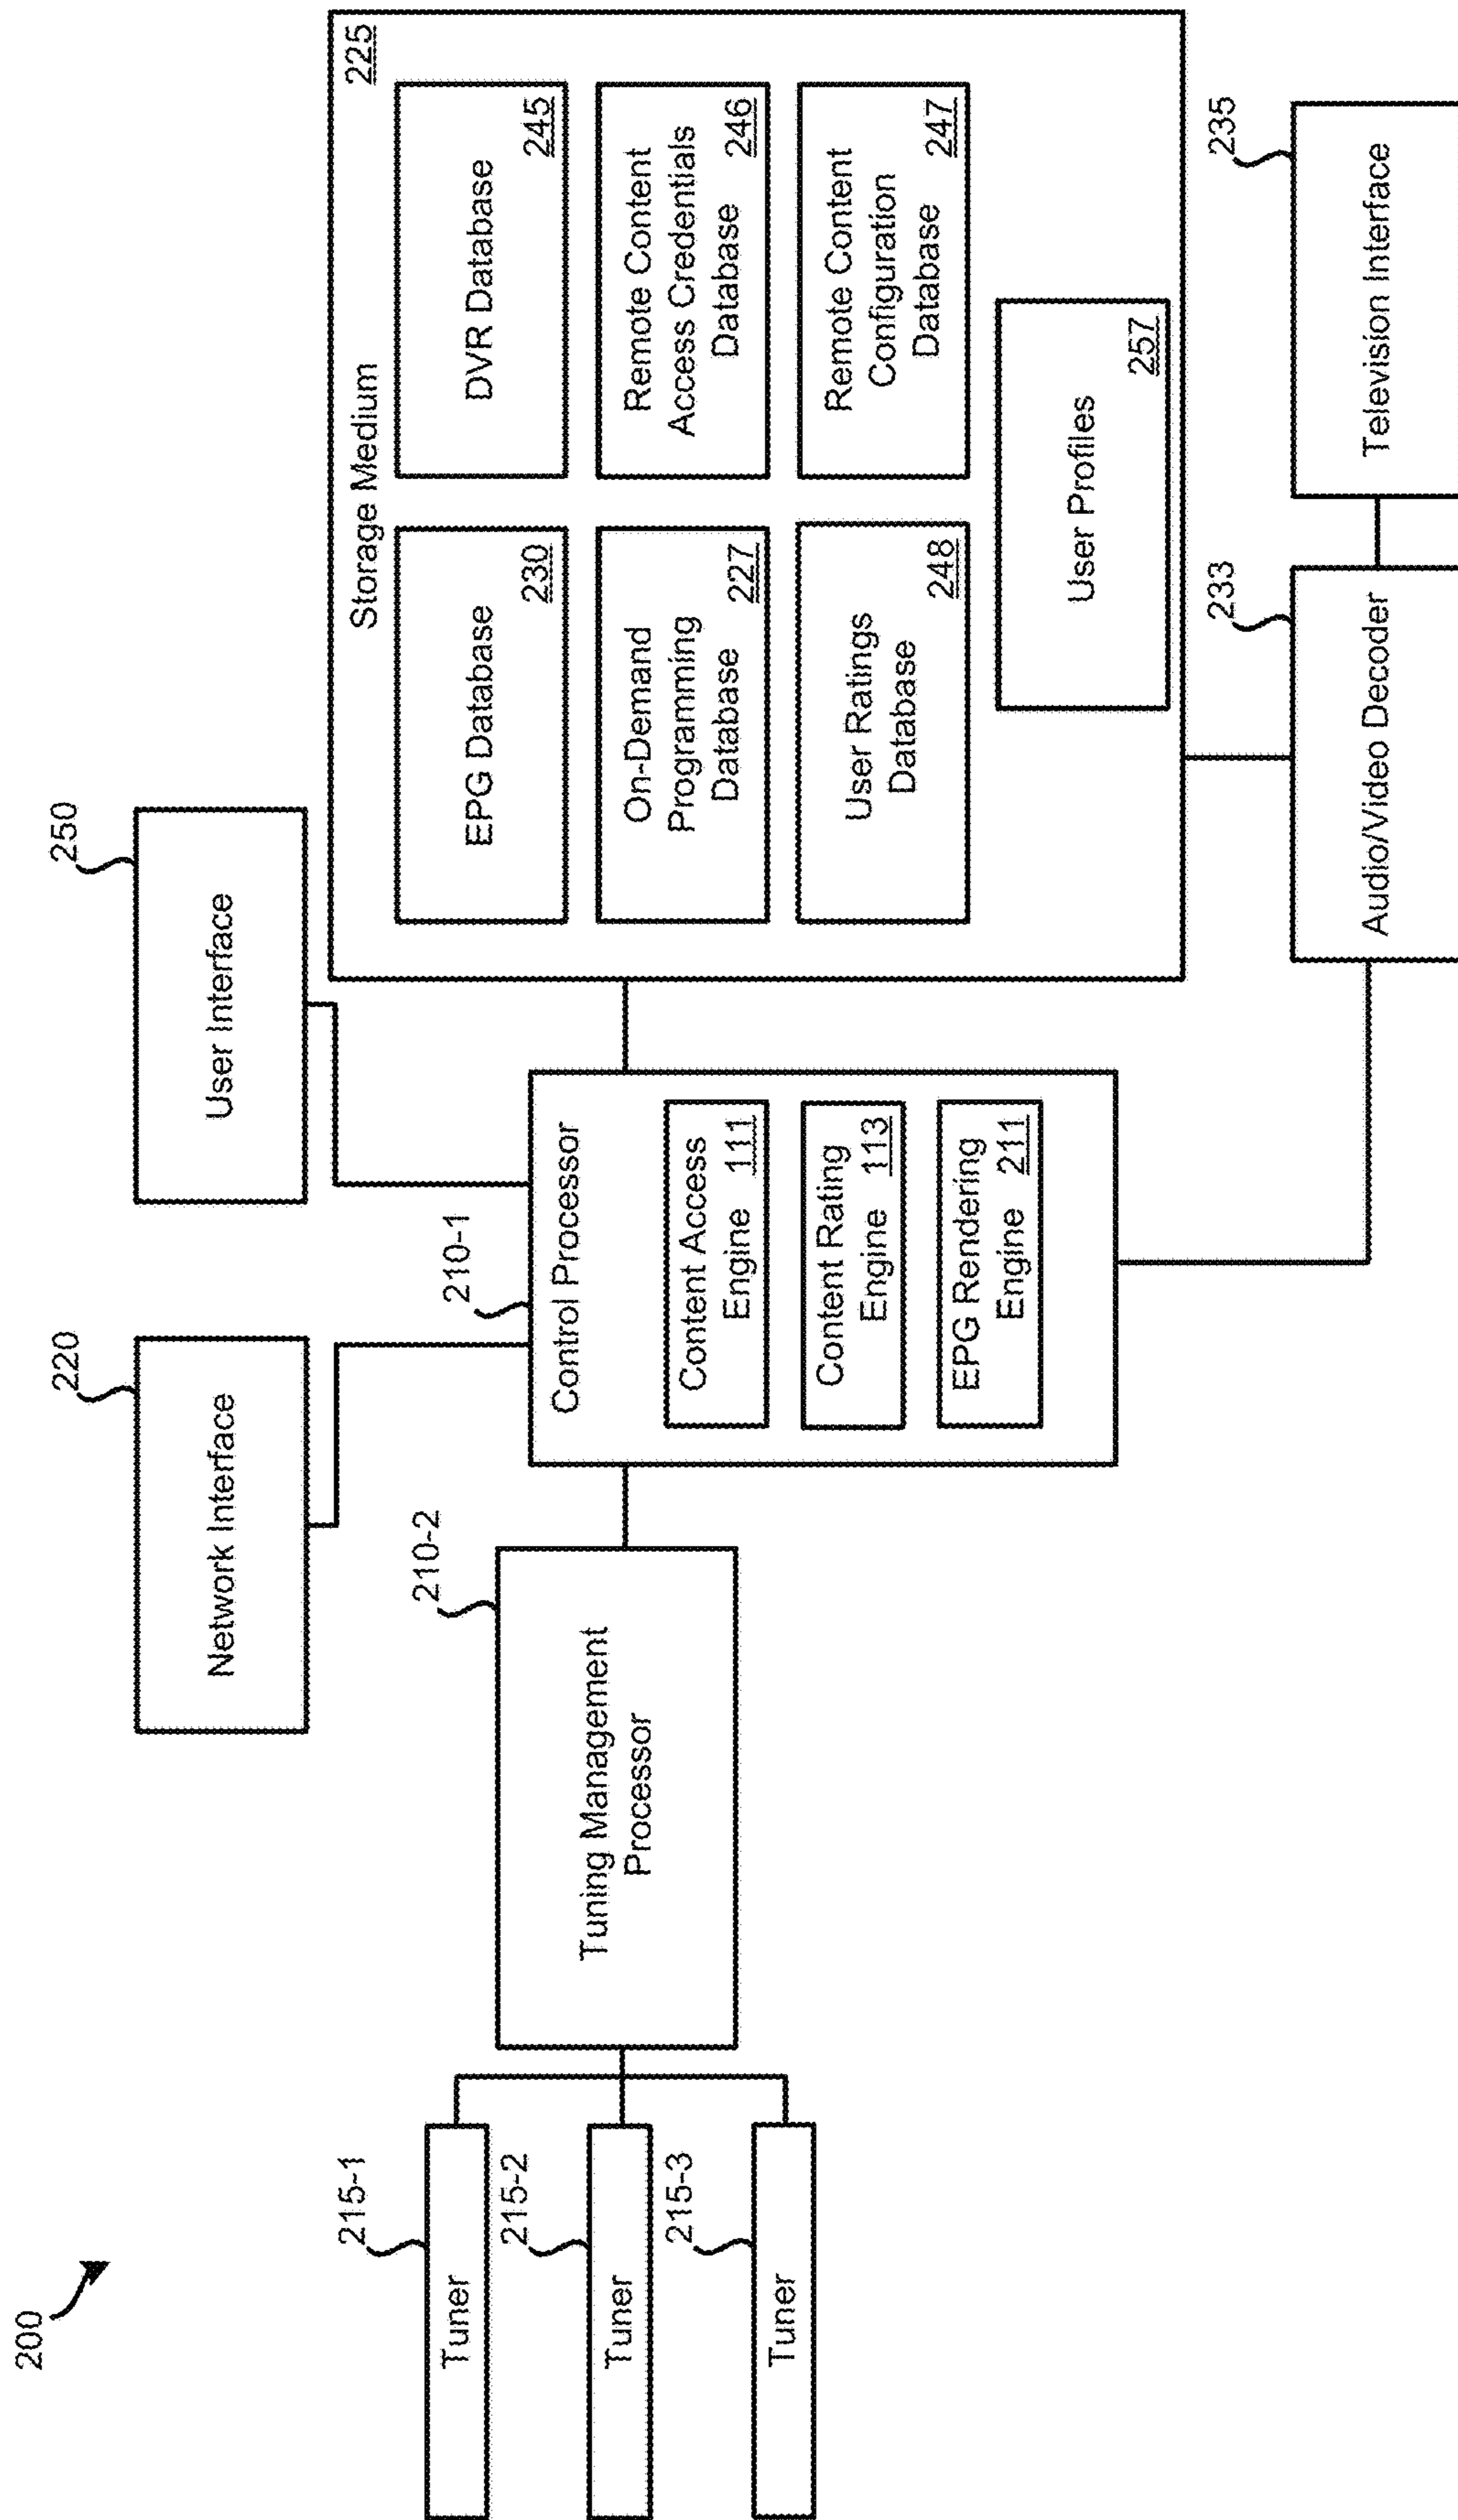 200
215-1
Tuner
215-2
Tuner
215-3
Tuner
210-2
Tuning Management
Processor
220
Network Interface
250
User Interface
210-1
Control Processor
Content Access
Engine 111
Content Rating
Engine 113
EPG Rendering
Engine 211
Storage Medium
225
EPG Database
230
DVR Database
245
On-Demand
Programming
Database 227
Remote Content
Access Credentials
Database 246
User Ratings
Database 248
Remote Content
Configuration
Database 247
User Profiles
257
233
Audio/Video Decoder
235
Television Interface